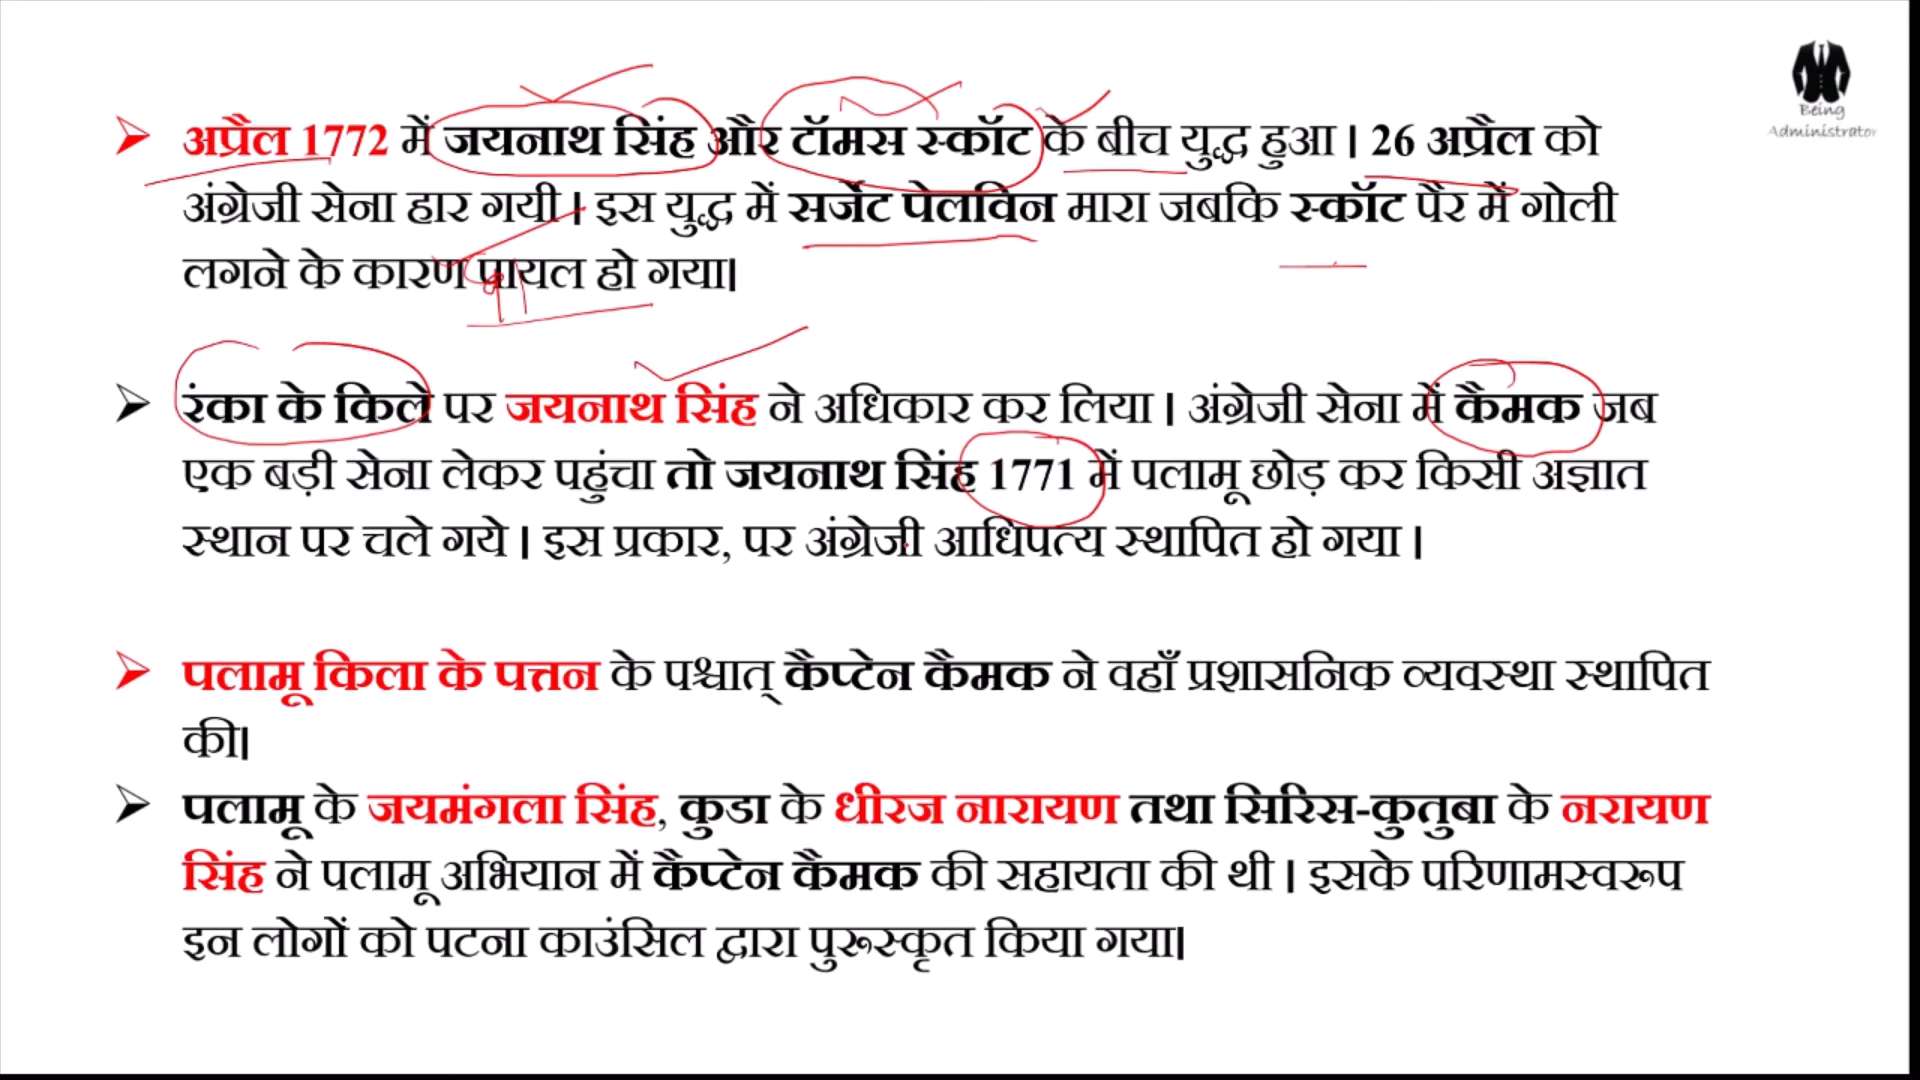 Being
Administrator
➢ अप्रैल 1772 में जयनाथ सिंह और टॉमस स्कॉट के बीच युद्ध हुआ । 26 अप्रैल को
अंग्रेजी सेना हार गयी । इस युद्ध में सर्जेट पेलविन मारा जबकि स्कॉट पैर में गोली
लगने के कारण पायल हो गया।
➢ रंका के किले पर जयनाथ सिंह ने अधिकार कर लिया । अंग्रेजी सेना में कैमक जब
एक बड़ी सेना लेकर पहुंचा तो जयनाथ सिंह 1771 में पलामू छोड़ कर किसी अज्ञात
स्थान पर चले गये । इस प्रकार, पर अंग्रेजी आधिपत्य स्थापित हो गया ।
➢ पलामू किला के पत्तन के पश्चात् कैप्टेन कैमक ने वहाँ प्रशासनिक व्यवस्था स्थापित
की।
➢ पलामू के जयमंगला सिंह, कुडा के धीरज नारायण तथा सिरिस-कुतुबा के नरायण
सिंह ने पलामू अभियान में कैप्टेन कैमक की सहायता की थी । इसके परिणामस्वरूप
इन लोगों को पटना काउंसिल द्वारा पुरूस्कृत किया गया।